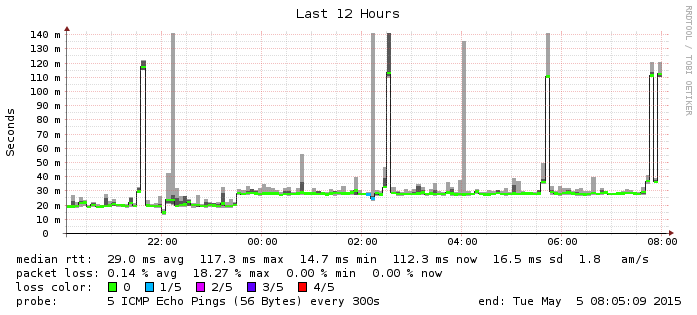 Last 12 Hours
RRDTOOL / TOBI OETIKER
Seconds
140 m
130 m
120 m
110 m
100 m
90 m
80 m
70 m
60 m
50 m
40 m
30 m
20 m
10 m
0
22:00 00:00 02:00 04:00 06:00 08:00
median rtt: 29.0 ms avg 117.3 ms max 14.7 ms min 112.3 ms now 16.5 ms sd 1.8 am/s
packet loss: 0.14 % avg 18.27 % max 0.00 % min 0.00 % now
loss color: 0 1/5 2/5 3/5 4/5
probe: 5 ICMP Echo Pings (56 Bytes) every 300s end: Tue May 5 08:05:09 2015